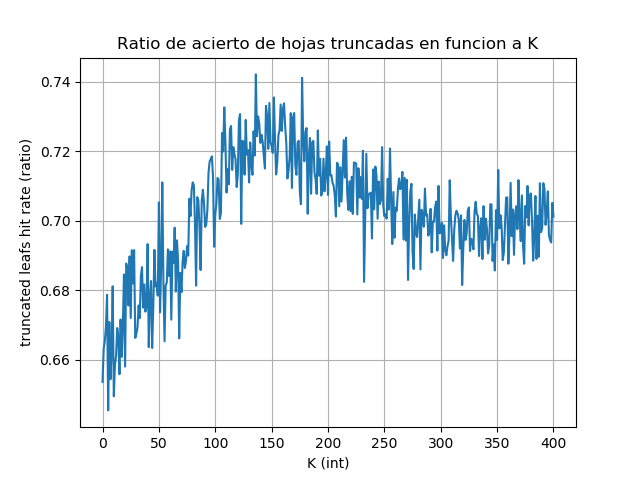 Ratio de acierto de hojas truncadas en funcion a K
truncated leafs hit rate (ratio)
0.74
0.72
0.70
0.68
0.66
0 50 100 150 200 250 300 350 400
K (int)